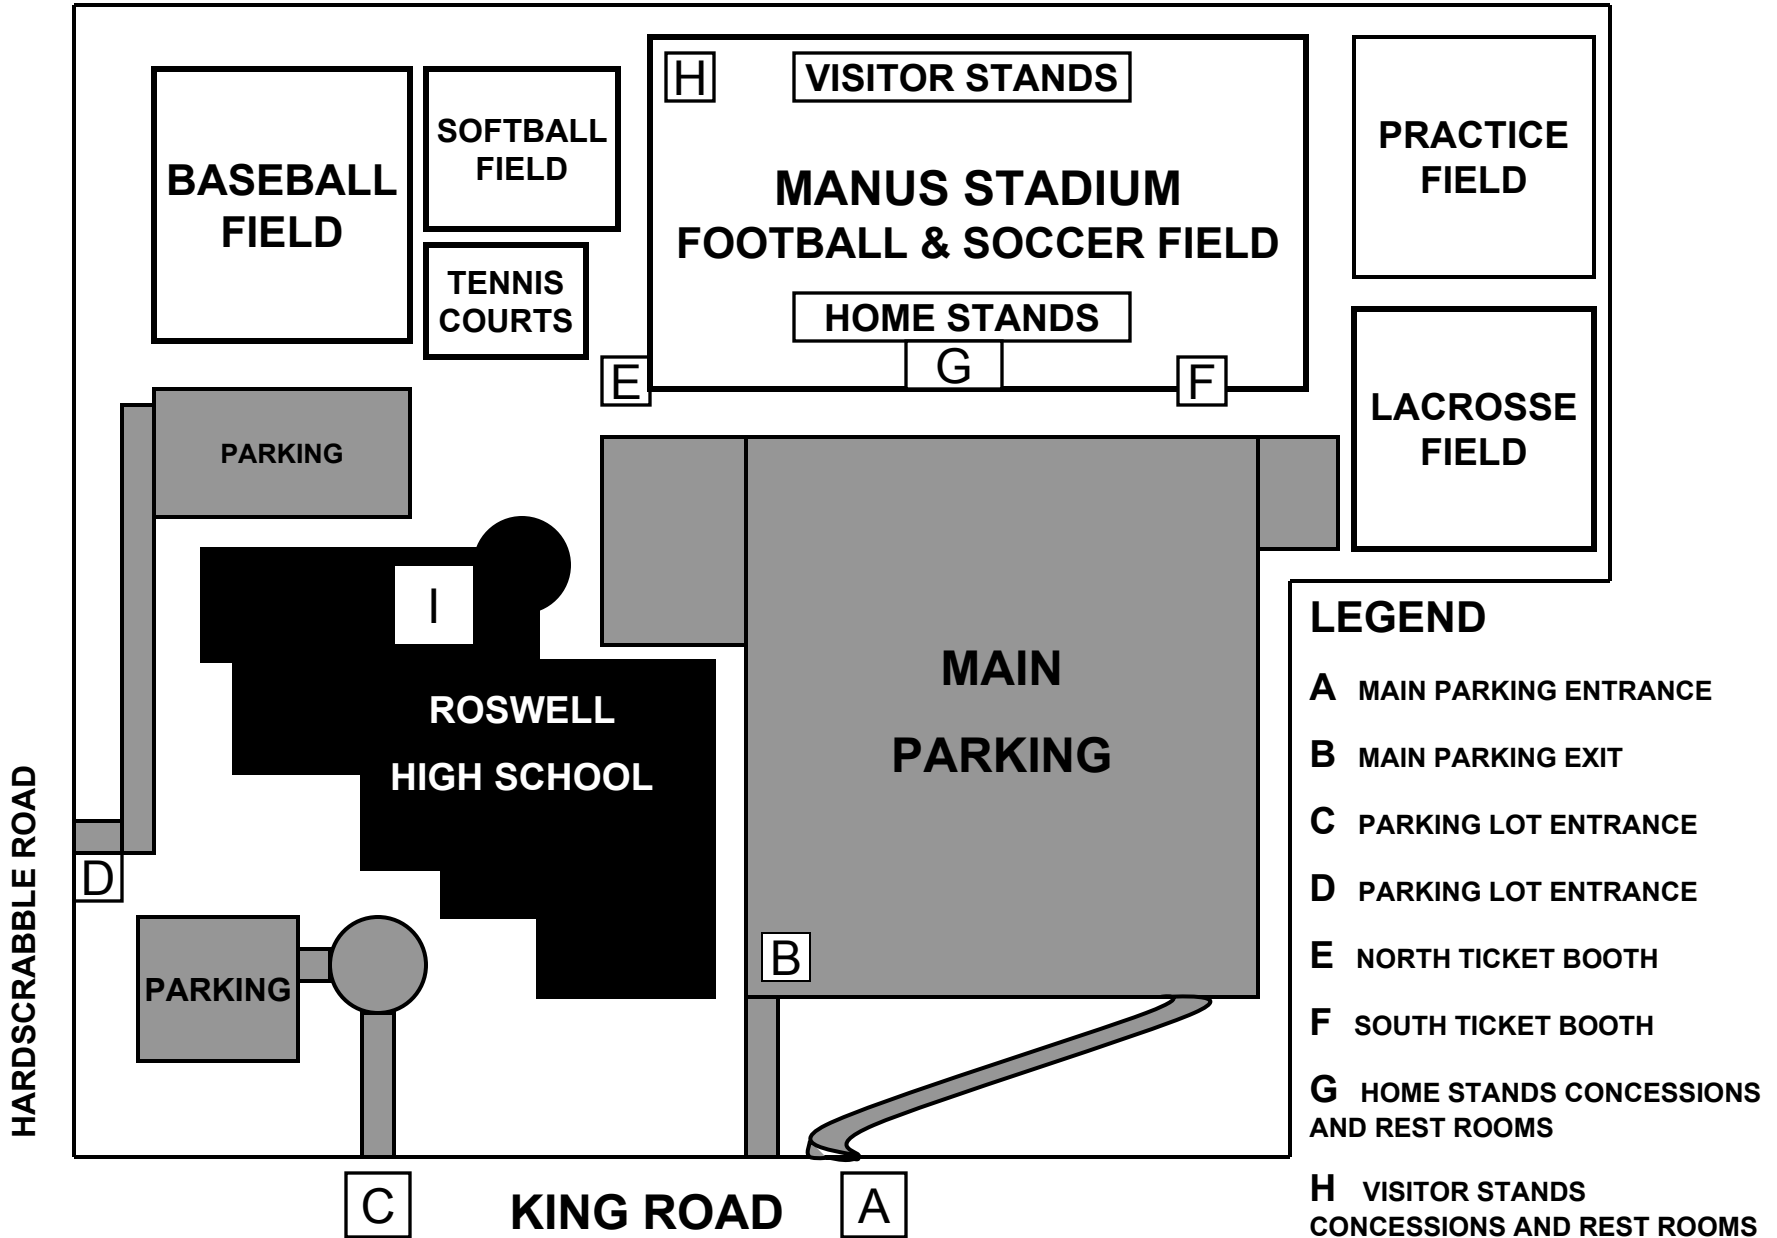 H
VISITOR STANDS
SOFTBALL
FIELD
PRACTICE
FIELD
BASEBALL
FIELD
MANUS STADIUM
FOOTBALL & SOCCER FIELD
TENNIS
COURTS
HOME STANDS
E
G
F
LACROSSE
FIELD
PARKING
I
MAIN
PARKING
ROSWELL
HIGH SCHOOL
HARDSCRABBLE ROAD
D
B
PARKING
C
KING ROAD
A
LEGEND
A MAIN PARKING ENTRANCE
B MAIN PARKING EXIT
C PARKING LOT ENTRANCE
D PARKING LOT ENTRANCE
E NORTH TICKET BOOTH
F SOUTH TICKET BOOTH
G HOME STANDS CONCESSIONS
AND REST ROOMS
H VISITOR STANDS
CONCESSIONS AND REST ROOMS